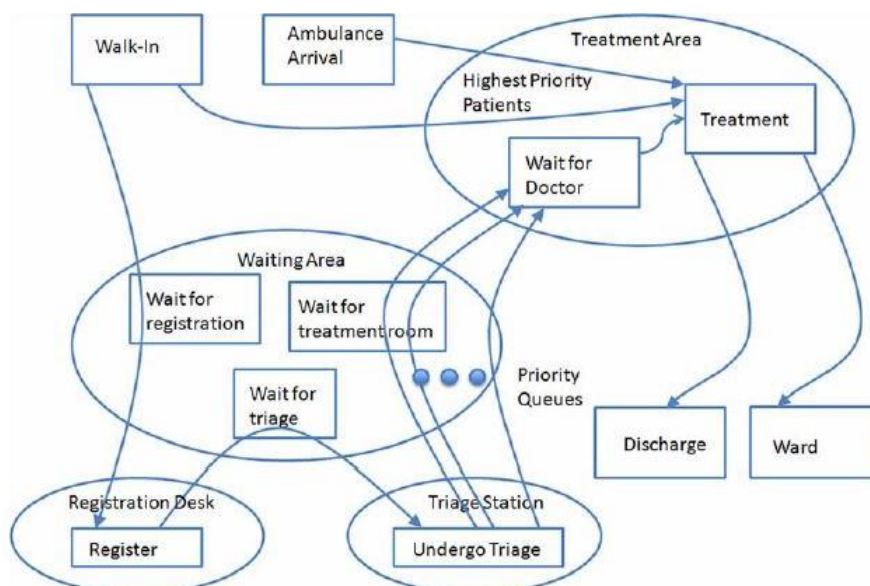 Walk-In
Ambulance
Arrival
Treatment Area
Highest Priority
Patients
Treatment
Wait for
Doctor
Waiting Area
Wait for
registration
Wait for
treatment room
Wait for
triage
Priority
Queues
Discharge
Ward
Registration Desk
Register
Triage Station
Undergo Triage